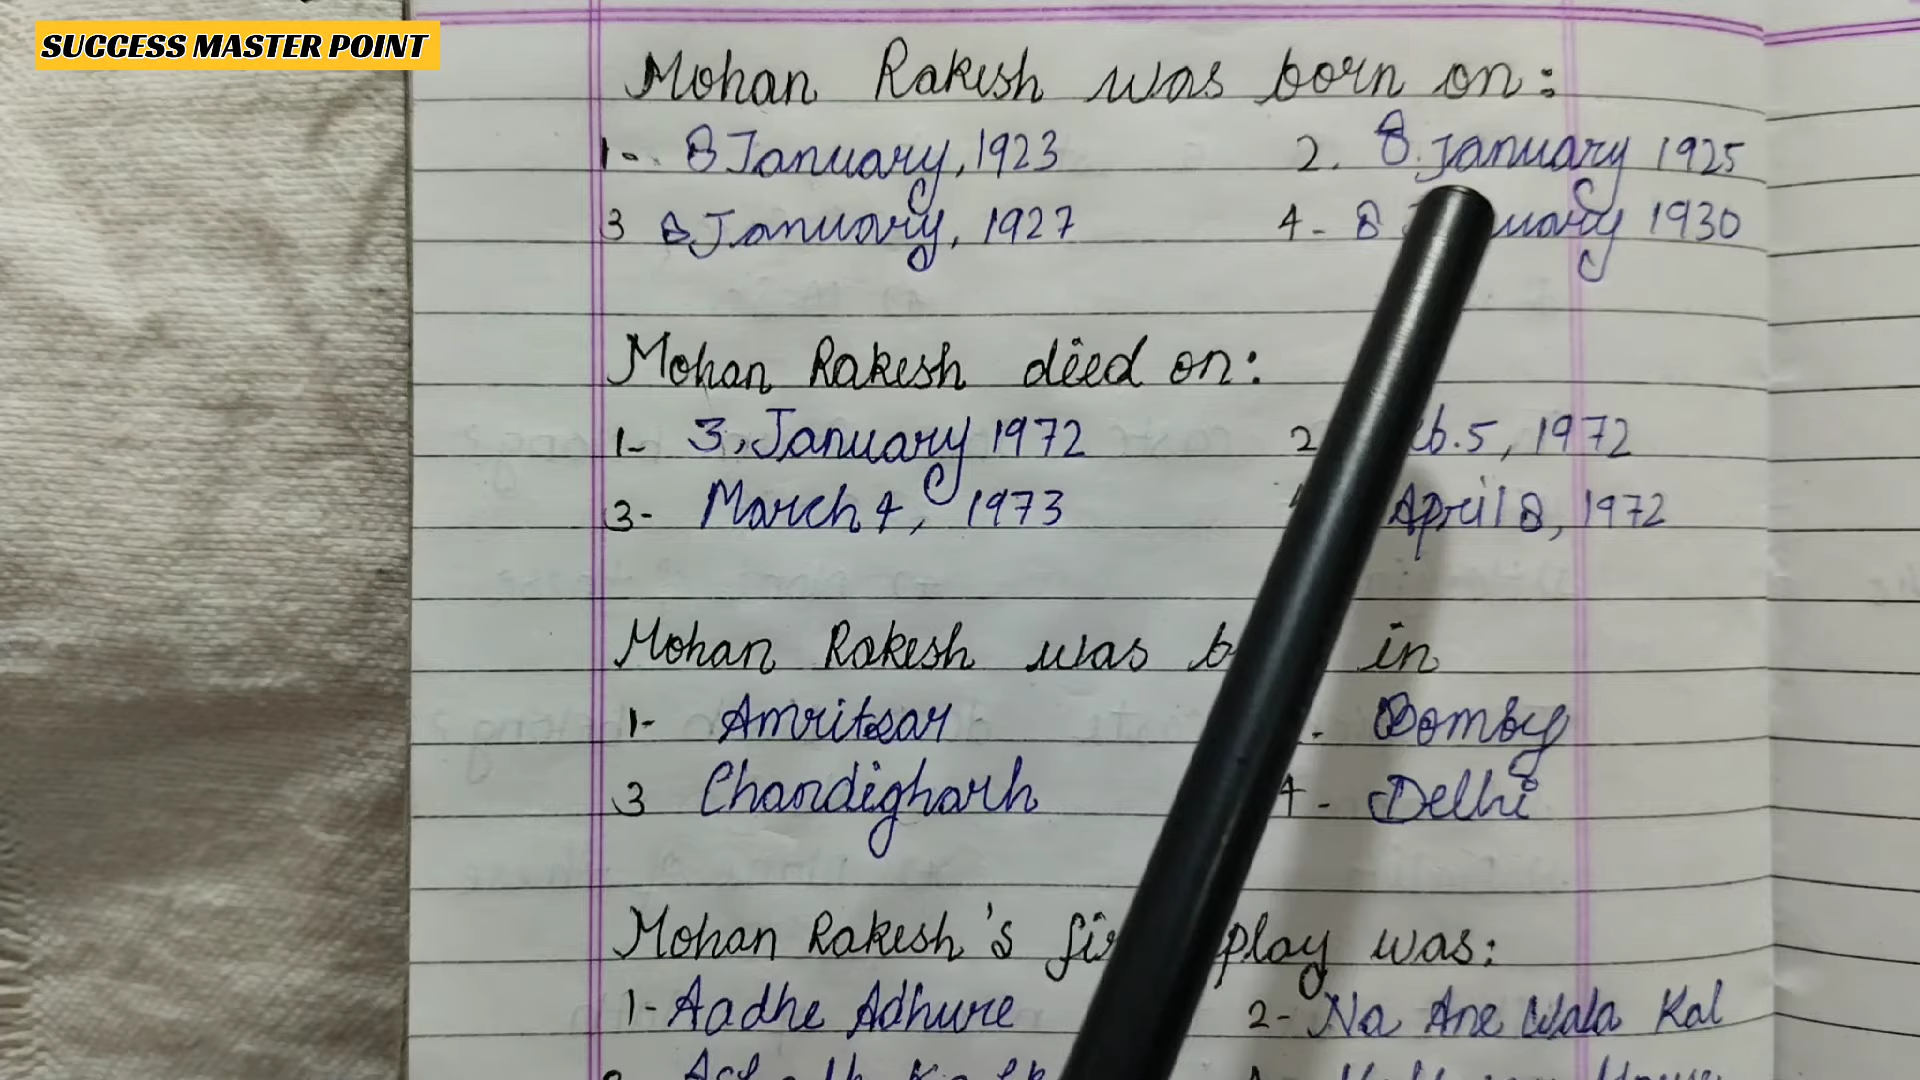 SUCCESS MASTER POINT
Mohan Rakesh was born on:
1- 8 January, 1923 2. 8. January 1925
3 8 January, 1927 4- 8 1930
Mohan Rakesh died on:
1- 3, January 1972 2 5, 1972
3- March 4, 1973 April 8, 1972
Mohan Rakesh was in
1- Amritsar Bomby
3 Chandigharh 4- Delhi
Mohan Rakesh's play was:
1- Aadhe Adhure 2- Na Ane Wala Kal